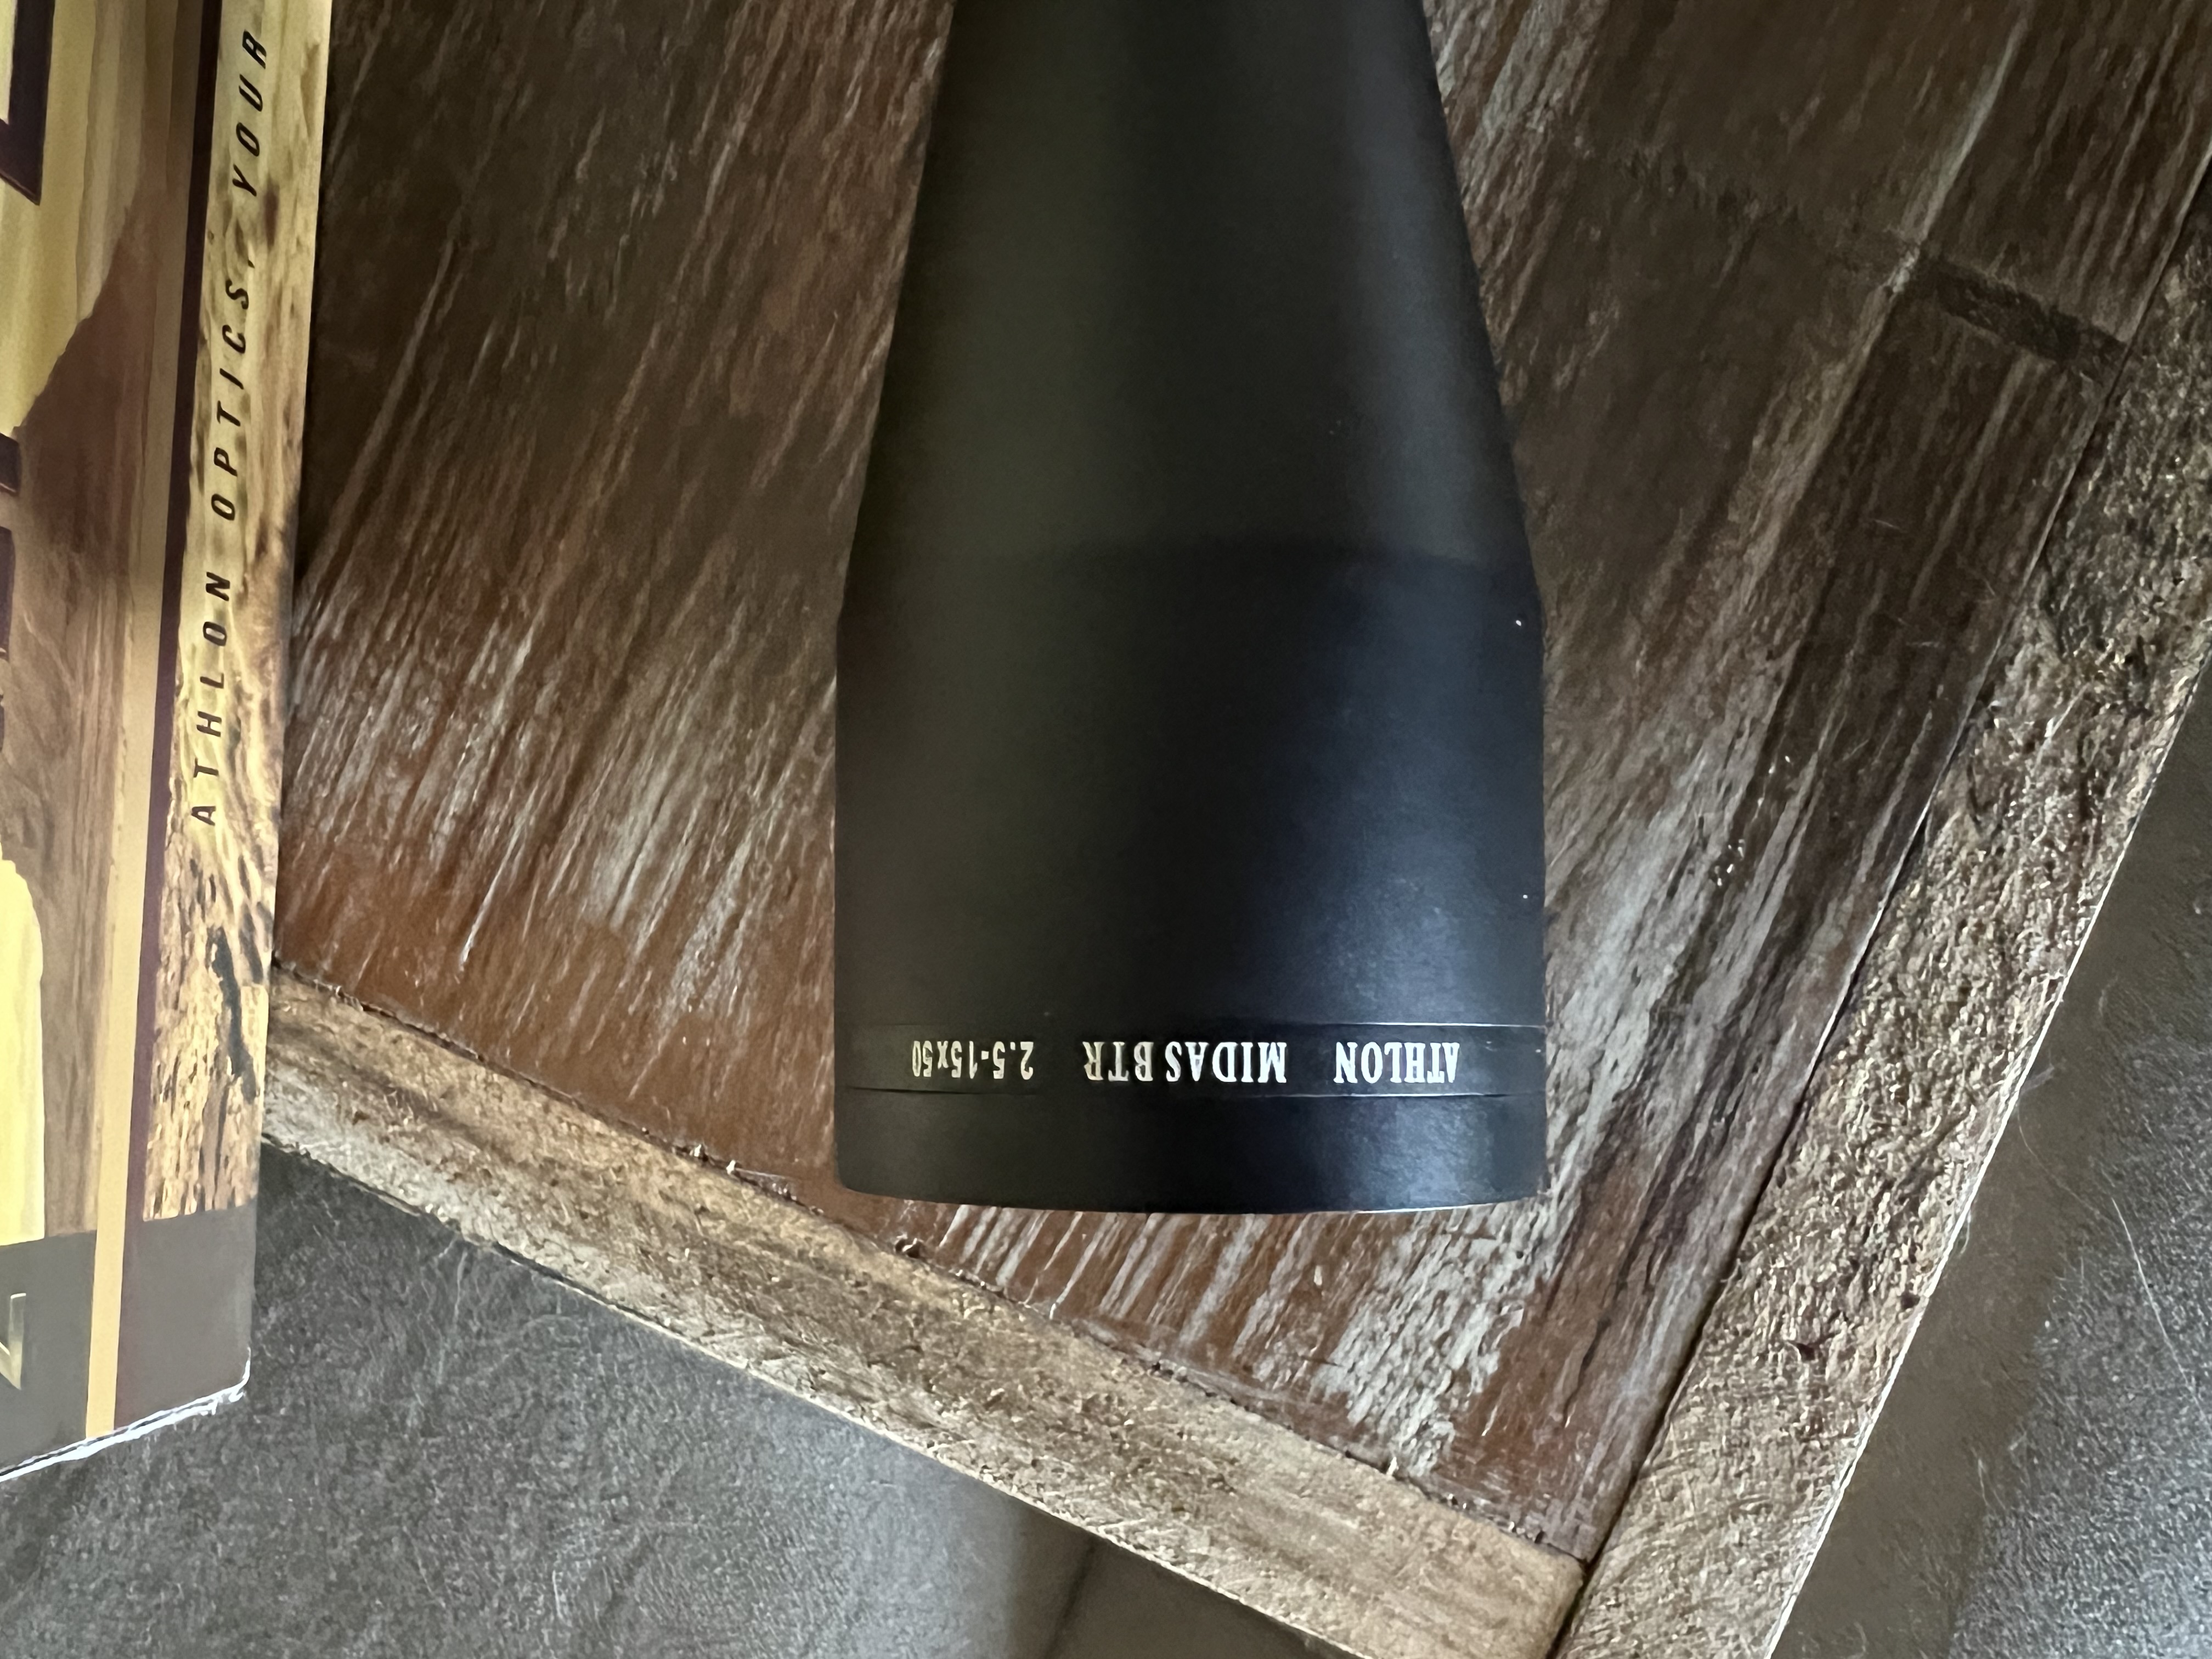 ATHLON OPTICS, YOUR
ATHLON MIDAS BTR 2.5-15x50